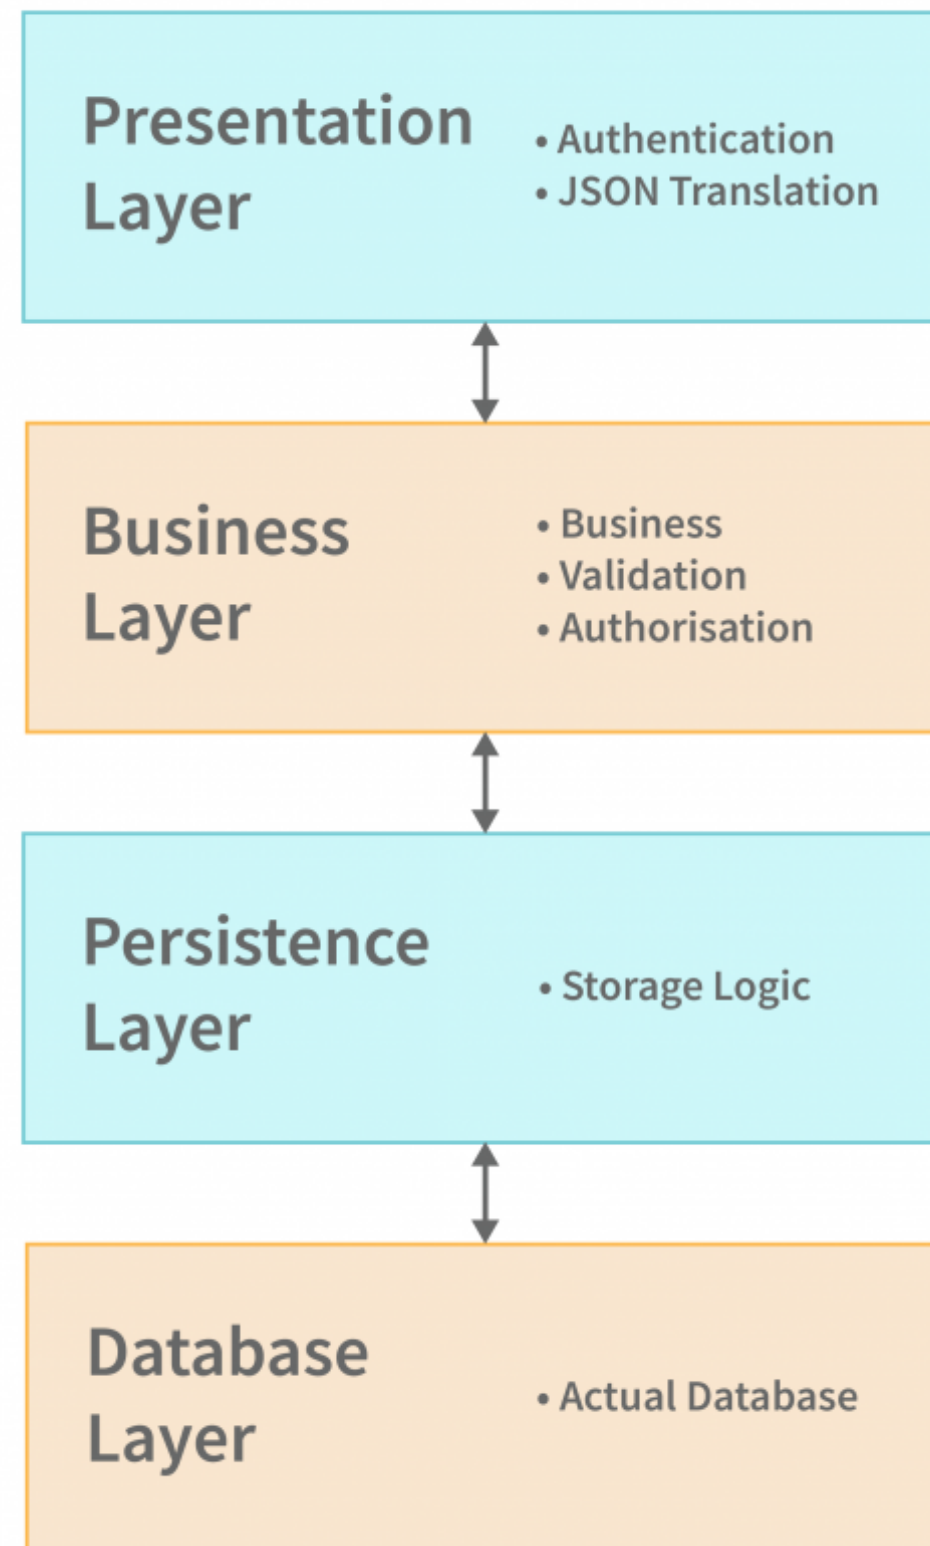 Presentation
Layer
• Authentication
• JSON Translation
Business
Layer
• Business
• Validation
• Authorisation
Persistence
Layer
• Storage Logic
Database
Layer
• Actual Database